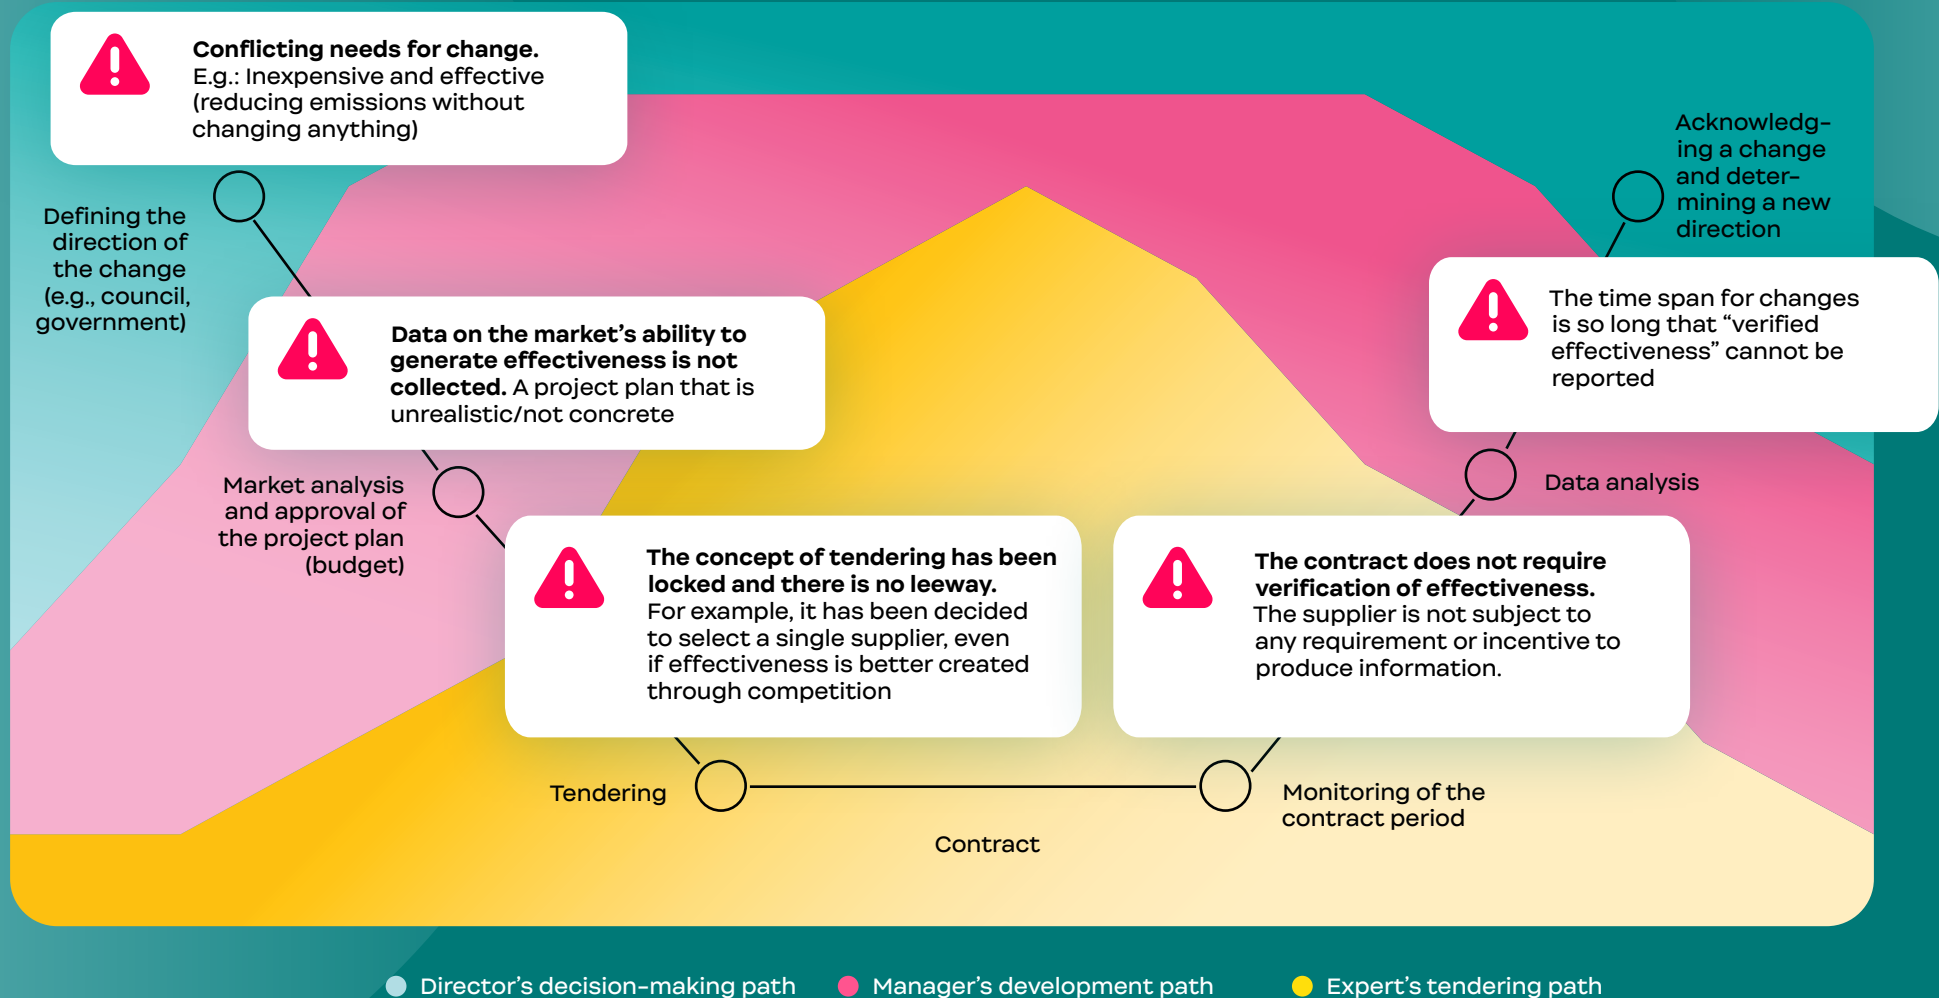 Conflicting needs for change.
E.g.: Inexpensive and effective
(reducing emissions without
changing anything)
Defining the
direction of
the change
(e.g., council,
government)
Acknowledg-
ing a change
and deter-
mining a new
direction
Data on the market’s ability to
generate effectiveness is not
collected. A project plan that is
unrealistic/not concrete
The time span for changes
is so long that “verified
effectiveness” cannot be
reported
Market analysis
and approval of
the project plan
(budget)
Data analysis
The concept of tendering has been
locked and there is no leeway.
For example, it has been decided
to select a single supplier, even
if effectiveness is better created
through competition
The contract does not require
verification of effectiveness.
The supplier is not subject to
any requirement or incentive to
produce information.
Tendering
Contract
Monitoring of the
contract period
Director’s decision-making path
Manager’s development path
Expert’s tendering path